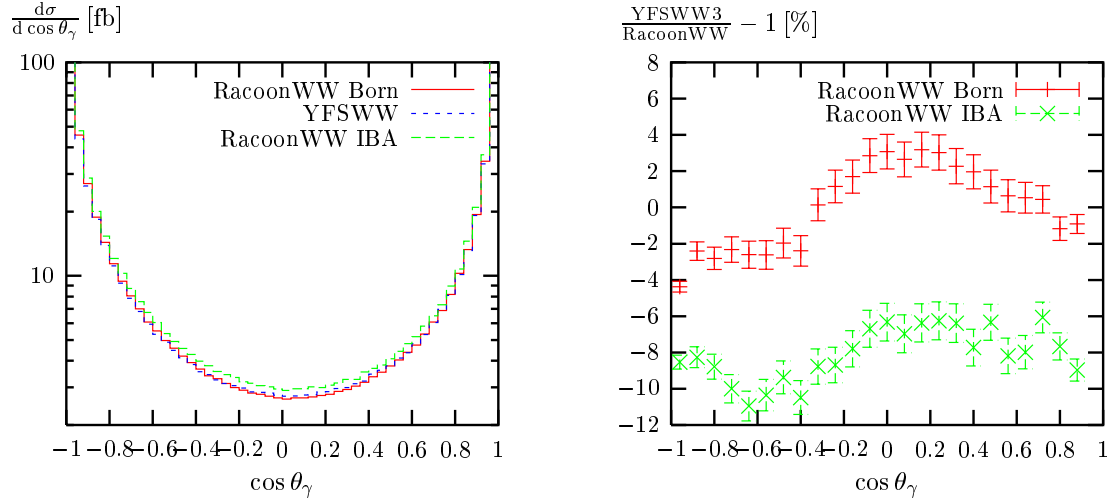 dσ/d cos θγ [fb]
100
10
RacoonWW Born
YFSWW
RacoonWW IBA
−1 −0.8 −0.6 −0.4 −0.2 0 0.2 0.4 0.6 0.8 1
cos θγ
YFSWW3/RacoonWW − 1 [%]
8
6
4
2
0
−2
−4
−6
−8
−10
−12
RacoonWW Born
RacoonWW IBA
−1 −0.8 −0.6 −0.4 −0.2 0 0.2 0.4 0.6 0.8 1
cos θγ